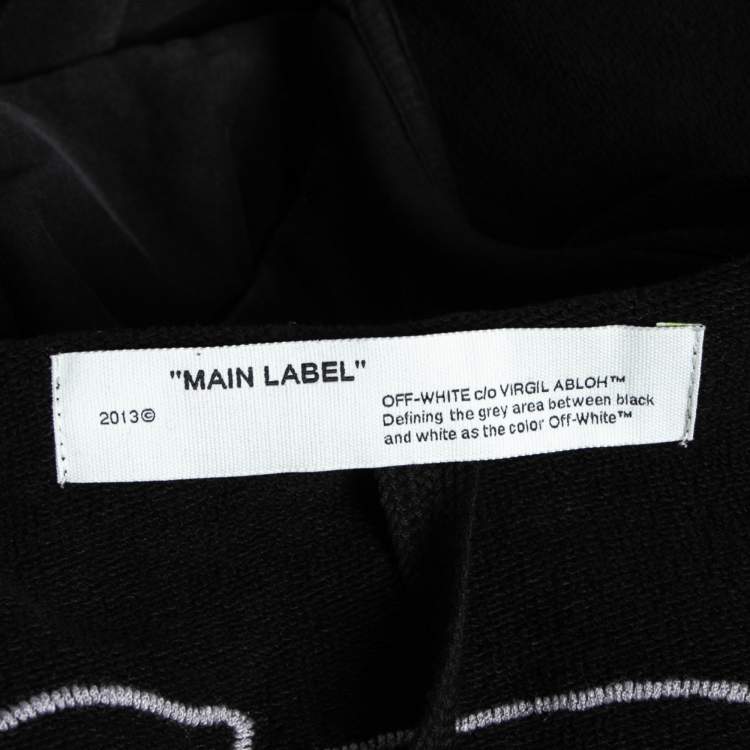 "MAIN LABEL"
2013©
OFF-WHITE c/o VIRGIL ABLOH™
Defining the grey area between black
and white as the color Off-White™